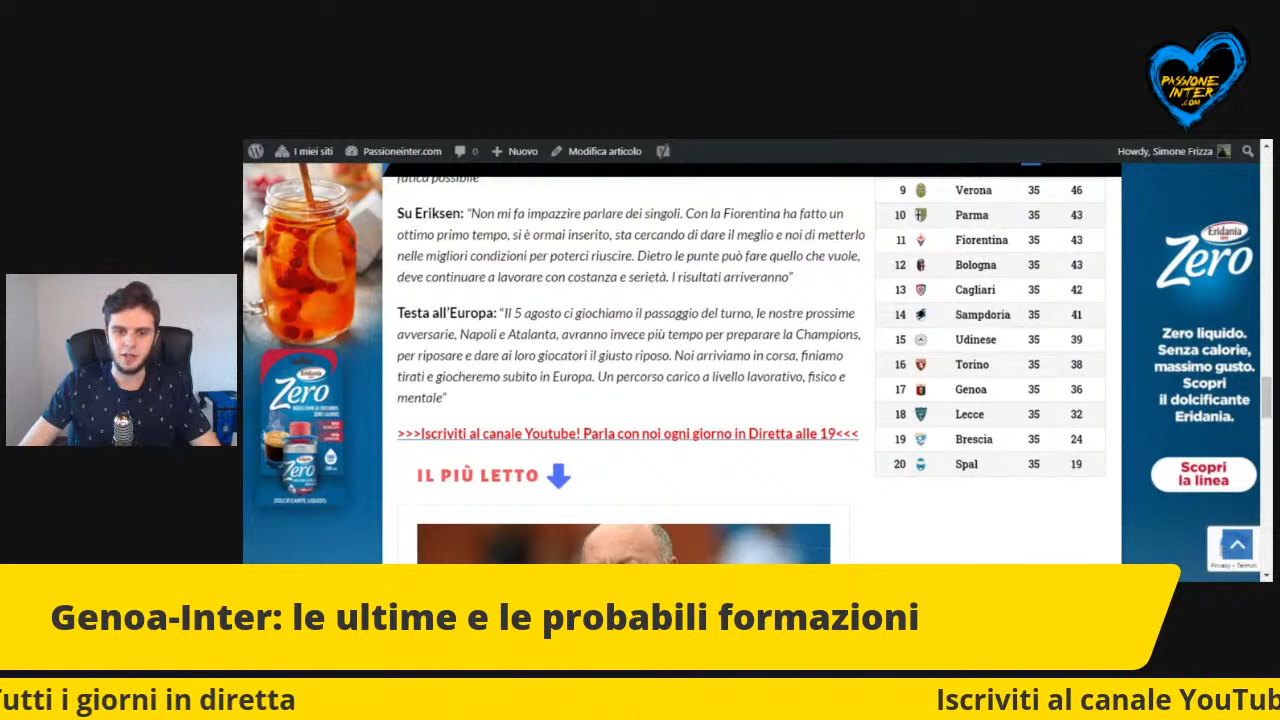 PASSIONE
INTER
.COM
I miei siti
Passioneinter.com
0
Nuovo
Modifica articolo
Howdy, Simone Frizza
fatica possibile"
Su Eriksen: "Non mi fa impazzire parlare dei singoli. Con la Fiorentina ha fatto un
ottimo primo tempo, si è ormai inserito, sta cercando di dare il meglio e noi di metterlo
nelle migliori condizioni per poterci riuscire. Dietro le punte può fare quello che vuole,
deve continuare a lavorare con costanza e serietà. I risultati arriveranno"
Testa all'Europa: "Il 5 agosto ci giochiamo il passaggio del turno, le nostre prossime
avversarie, Napoli e Atalanta, avranno invece più tempo per preparare la Champions,
per riposare e dare ai loro giocatori il giusto riposo. Noi arriviamo in corsa, finiamo
tirati e giocheremo subito in Europa. Un percorso carico a livello lavorativo, fisico e
mentale"
>>>Iscriviti al canale Youtube! Parla con noi ogni giorno in Diretta alle 19<<<
IL PIÙ LETTO
9 Verona 35 46
10 Parma 35 43
11 Fiorentina 35 43
12 Bologna 35 43
13 Cagliari 35 42
14 Sampdoria 35 41
15 Udinese 35 39
16 Torino 35 38
17 Genoa 35 36
18 Lecce 35 32
19 Brescia 35 24
20 Spal 35 19
Eridania
Zero
Zero
Eridania
Zero
Zero liquido.
Senza calorie,
massimo gusto.
Scopri
il dolcificante
Eridania.
Scopri
la linea
Privacy - Termini
Genoa-Inter: le ultime e le probabili formazioni
Tutti i giorni in diretta
Iscriviti al canale YouTub